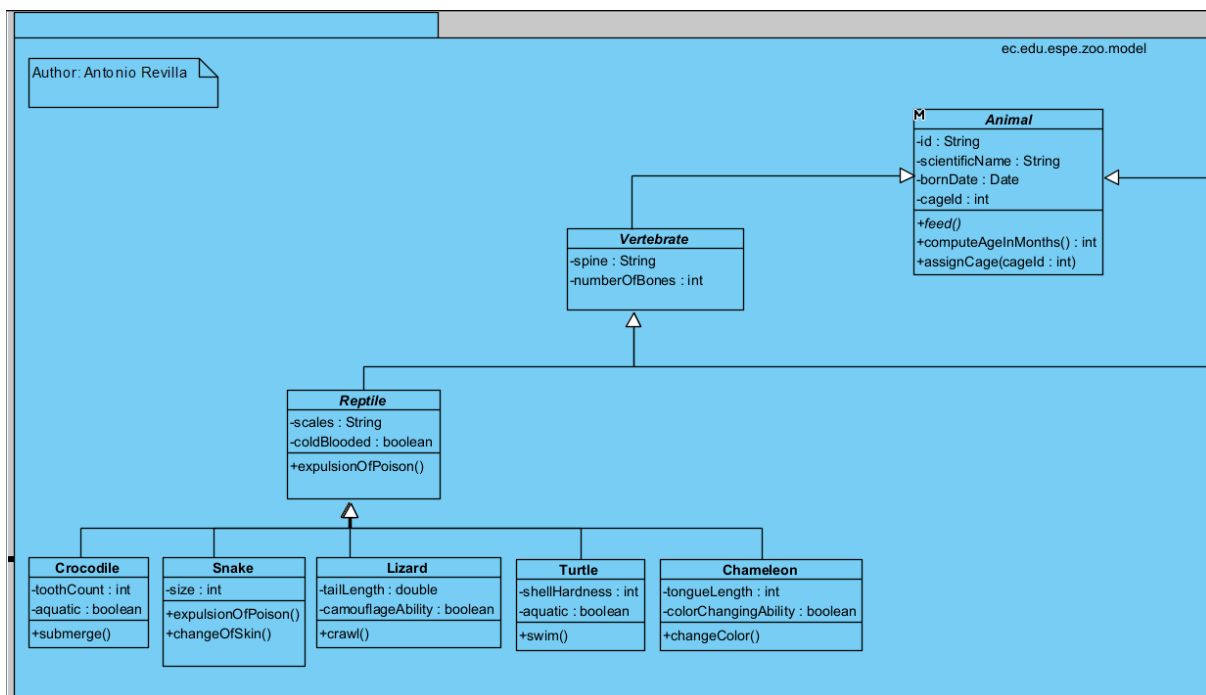 ec.edu.espe.zoo.model
Author: Antonio Revilla
M
Animal
-id : String
-scientificName : String
-bornDate : Date
-cageId : int
+feed()
+computeAgeInMonths() : int
+assignCage(cageId : int)
Vertebrate
-spine : String
-numberOfBones : int
Reptile
-scales : String
-coldBlooded : boolean
+expulsionOfPoison()
Crocodile
-toothCount : int
-aquatic : boolean
+submerge()
Snake
-size : int
+expulsionOfPoison()
+changeOfSkin()
Lizard
-tailLength : double
-camouflageAbility : boolean
+crawl()
Turtle
-shellHardness : int
-aquatic : boolean
+swim()
Chameleon
-tongueLength : int
-colorChangingAbility : boolean
+changeColor()